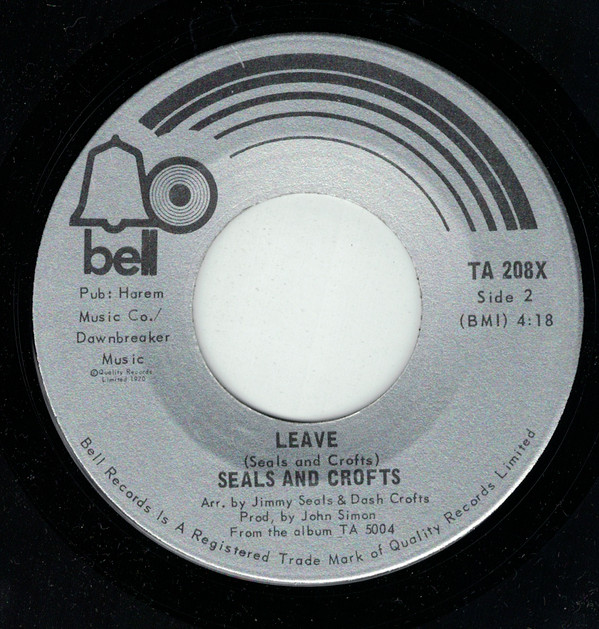 bell
TA 208X
Side 2
(BMI) 4:18
Pub: Harem
Music Co./
Dawnbreaker
Music
©Quality Records
Limited 1970
LEAVE
(Seals and Crofts)
SEALS AND CROFTS
Arr. by Jimmy Seals & Dash Crofts
Prod, by John Simon
From the album TA 5004
Bell Records Is A Registered Trade Mark of Quality Records Limited